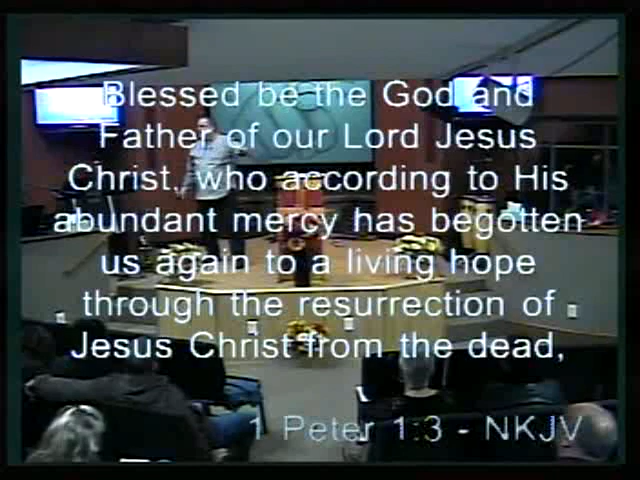 Blessed be the God and
Father of our Lord Jesus
Christ, who according to His
abundant mercy has begotten
us again to a living hope
through the resurrection of
Jesus Christ from the dead,
1 Peter 1:3 - NKJV